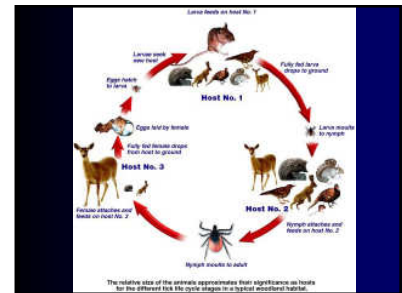 Larva feeds on host No. 1
Larvae seek
new host
Fully fed larva
drops to ground
Eggs hatch
to larva
Host No. 1
Eggs laid by female
Larva moults
to nymph
Fully fed female drops
from host to ground
Host No. 3
Host No. 2
Female attaches and
feeds on host No. 3
Nymph attaches and
feeds on host No. 2
Nymph moults to adult
The relative size of the animals approximates their significance as hosts
for the different tick life cycle stages in a typical woodland habitat.